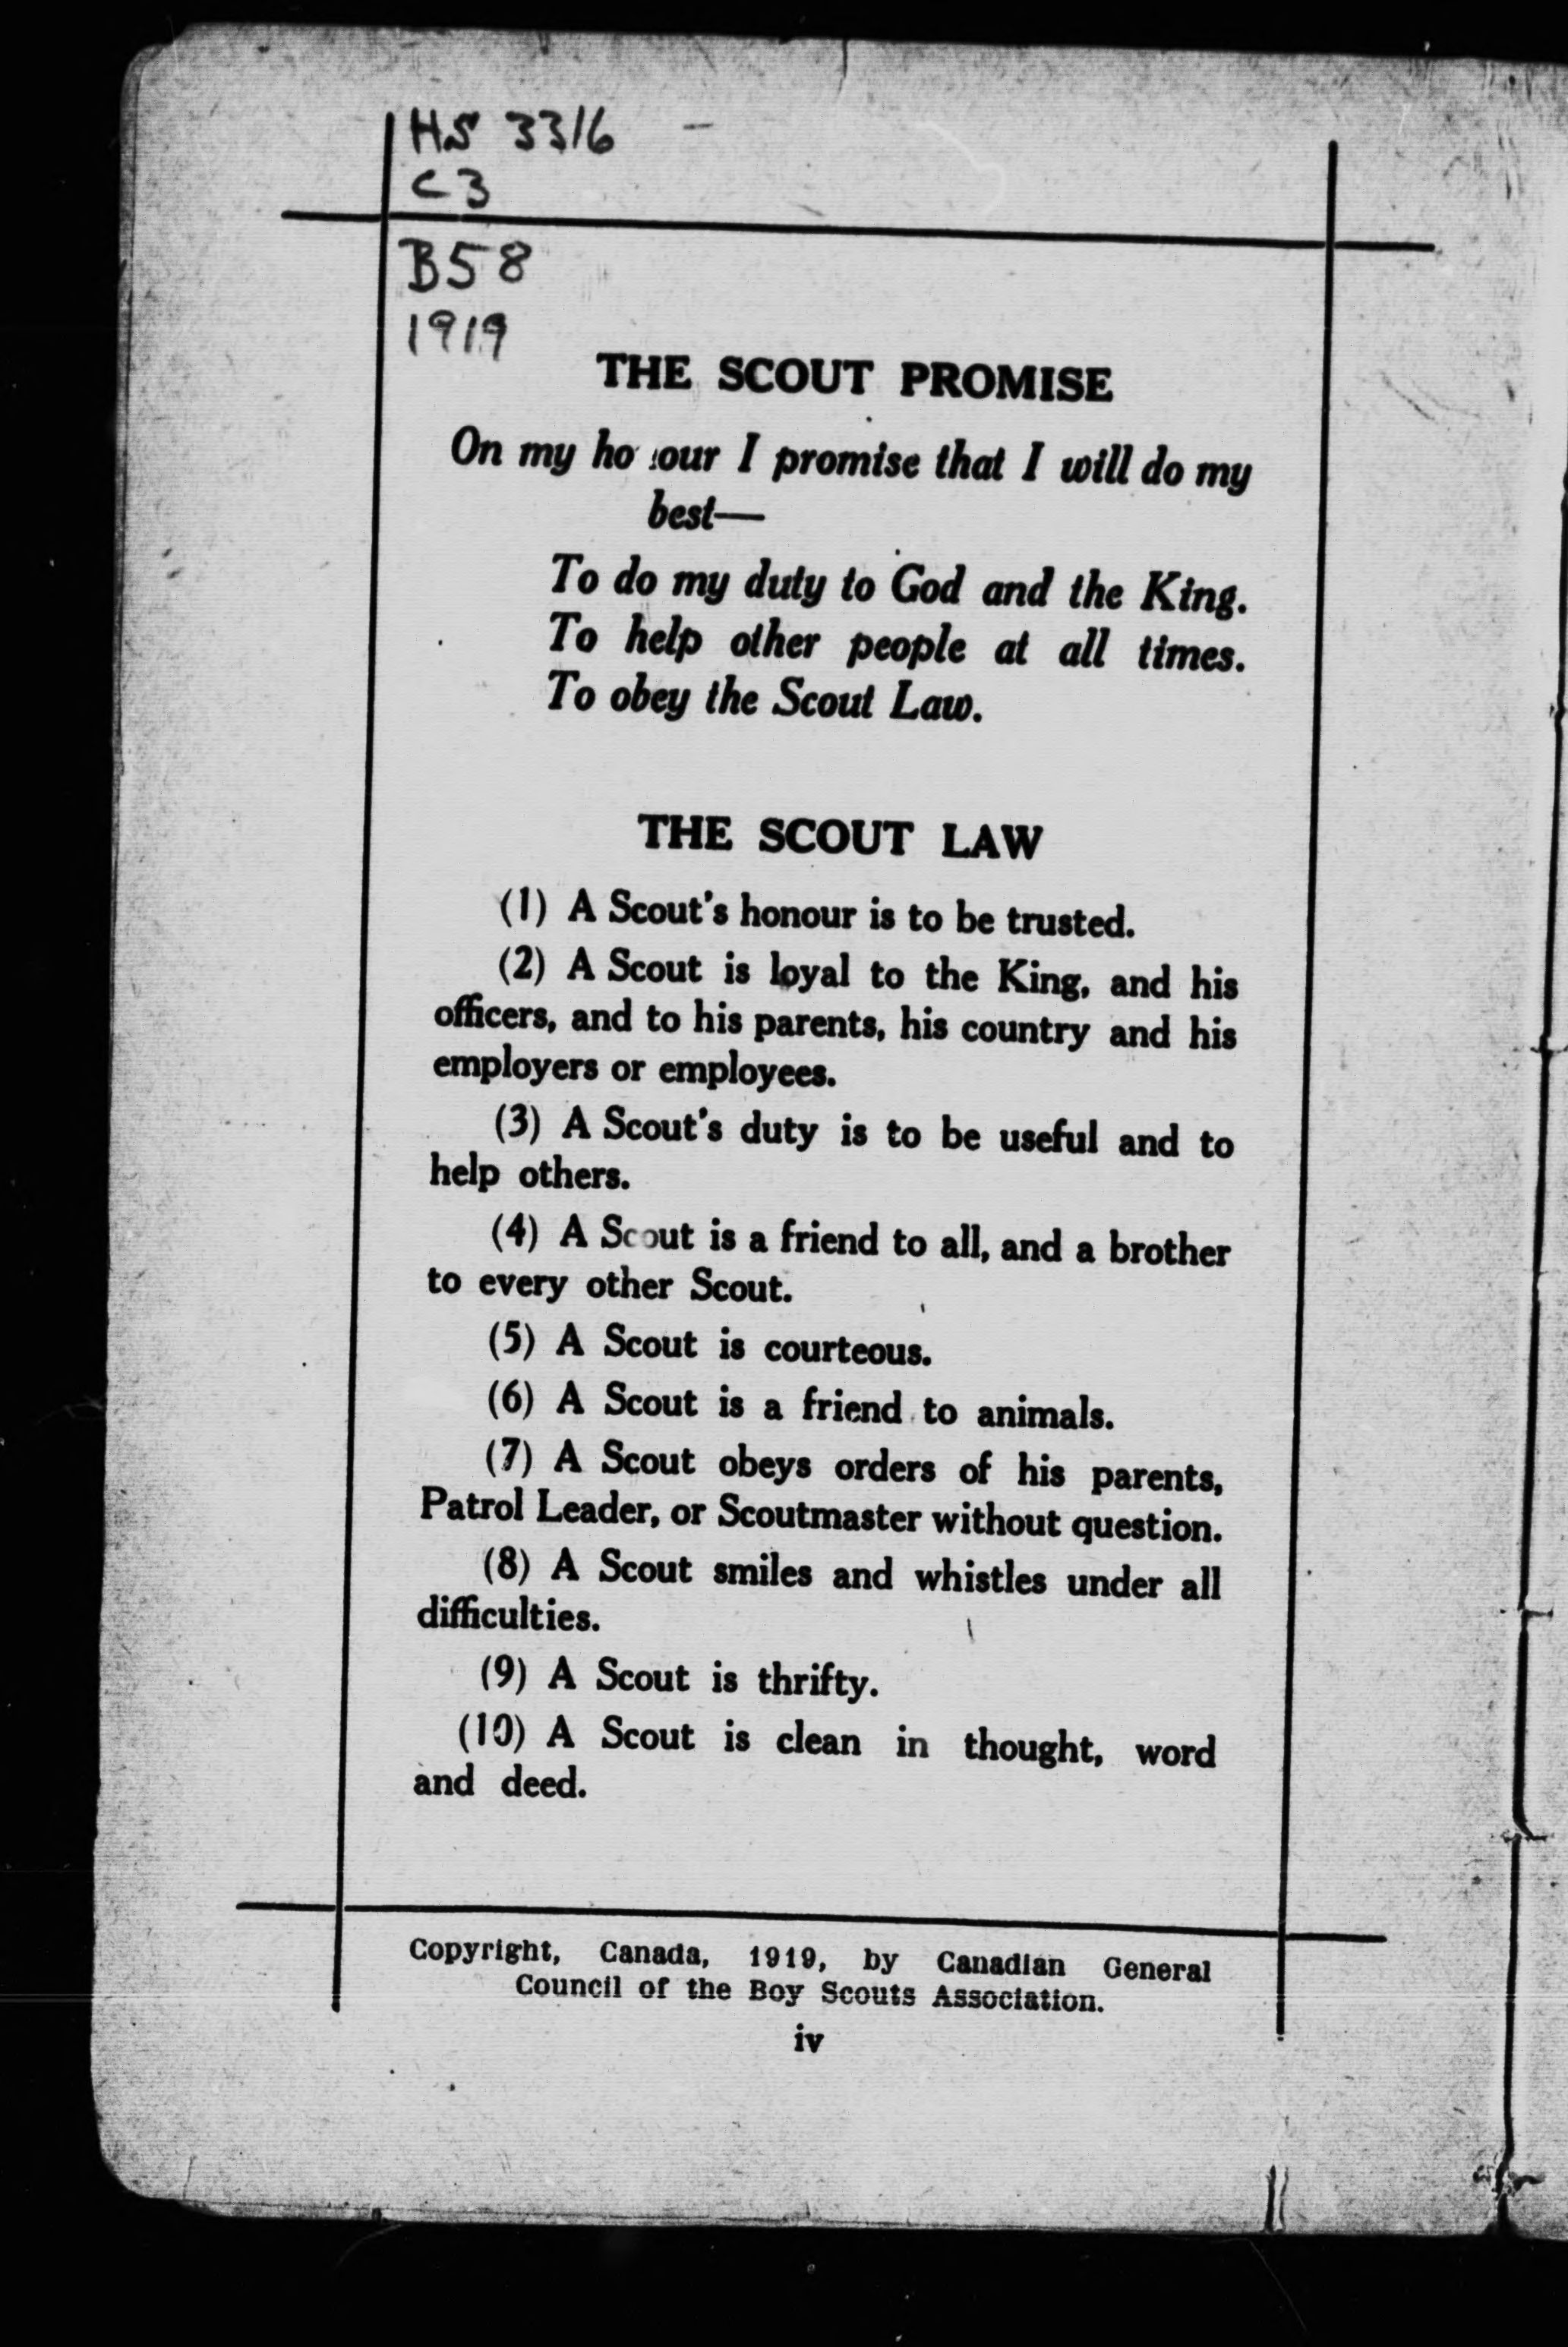 HS 3316
C3
B58
1919
THE SCOUT PROMISE
On my ho our I promise that I will do my
best—
To do my duty to God and the King.
To help other people at all times.
To obey the Scout Law.
THE SCOUT LAW
(1) A Scout's honour is to be trusted.
(2) A Scout is loyal to the King, and his
officers, and to his parents, his country and his
employers or employees.
(3) A Scout's duty is to be useful and to
help others.
(4) A Scout is a friend to all, and a brother
to every other Scout.
(5) A Scout is courteous.
(6) A Scout is a friend to animals.
(7) A Scout obeys orders of his parents,
Patrol Leader, or Scoutmaster without question.
(8) A Scout smiles and whistles under all
difficulties.
(9) A Scout is thrifty.
(10) A Scout is clean in thought, word
and deed.
Copyright, Canada, 1919, by Canadian General
Council of the Boy Scouts Association.
iv